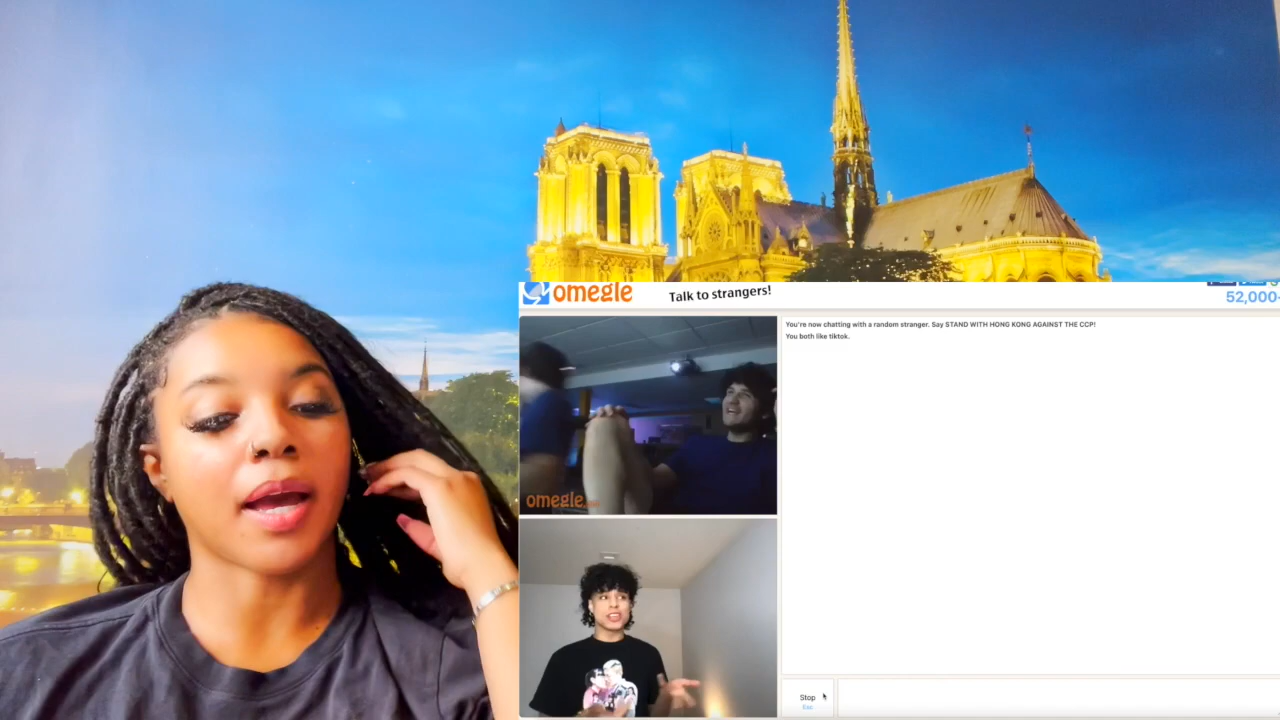 omegle
Talk to strangers!
52,000
You're now chatting with a random stranger. Say STAND WITH HONG KONG AGAINST THE CCP!
You both like tiktok.
omegle
Stop
Esc